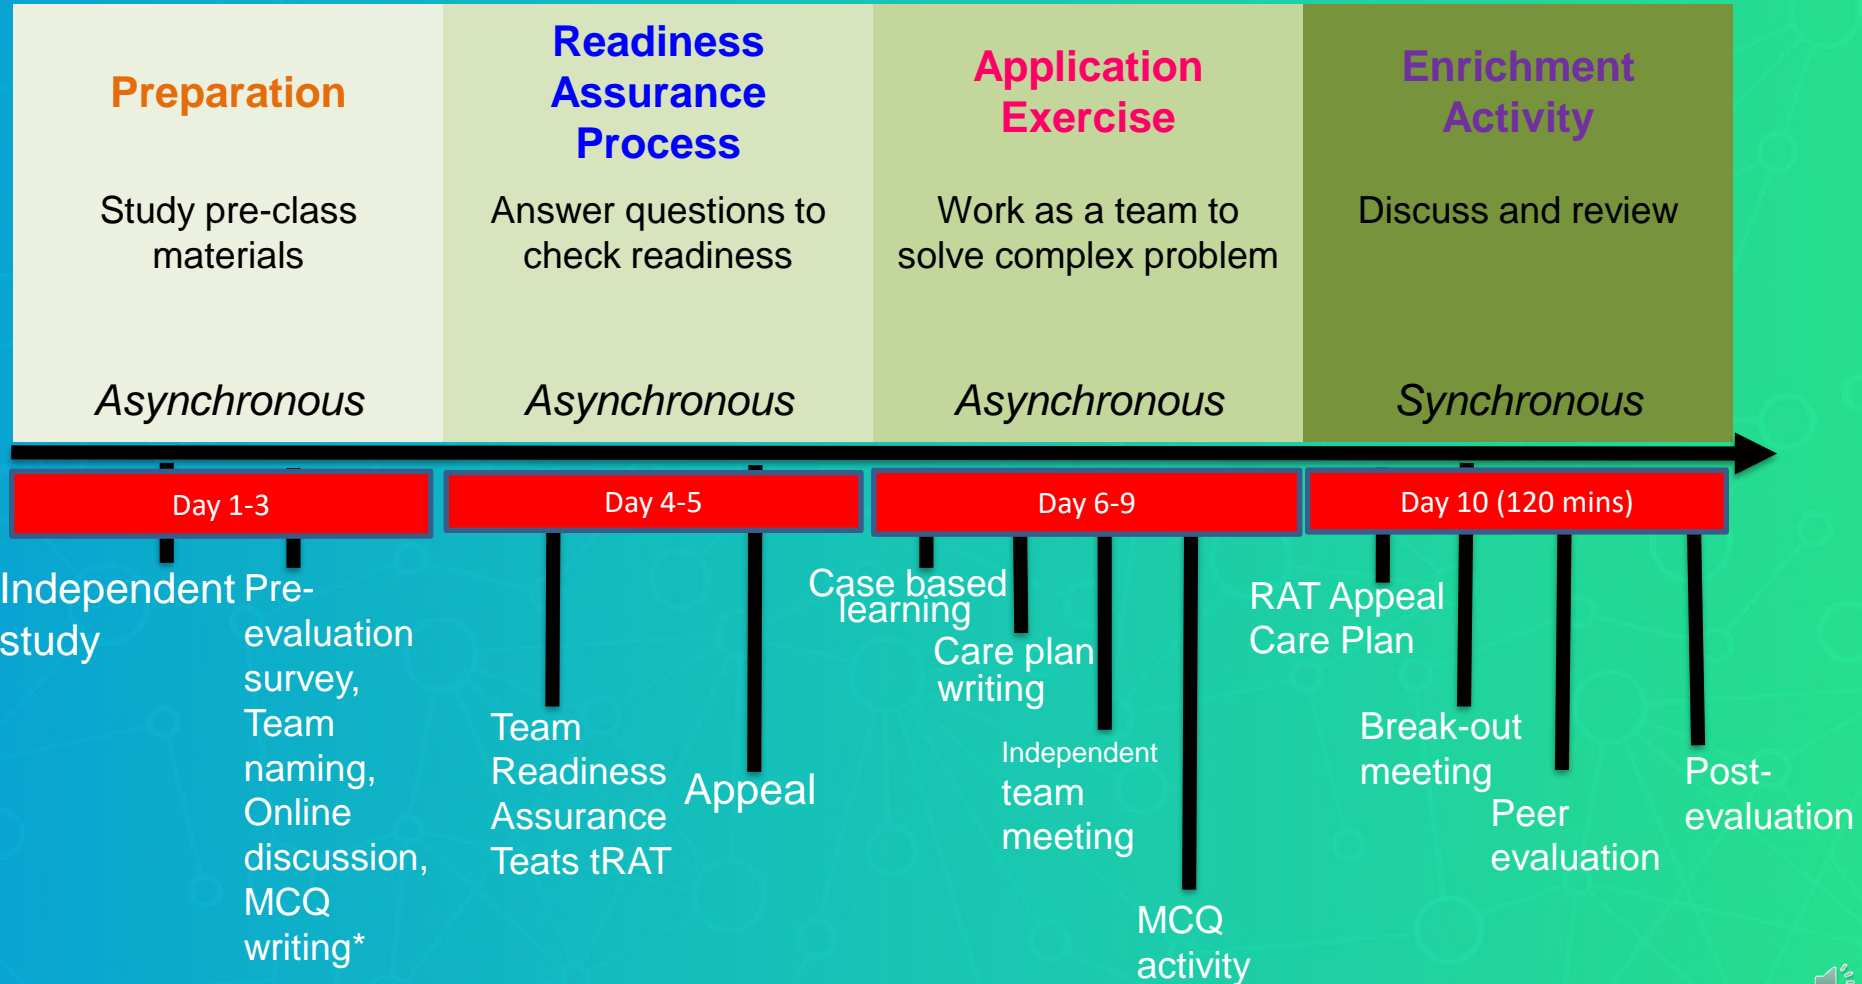 Preparation
Study pre-class
materials
Asynchronous
Readiness
Assurance
Process
Answer questions to
check readiness
Asynchronous
Application
Exercise
Work as a team to
solve complex problem
Asynchronous
Enrichment
Activity
Discuss and review
Synchronous
Day 1-3
Day 4-5
Day 6-9
Day 10 (120 mins)
Independent
study
Pre-
evaluation
survey,
Team
naming,
Online
discussion,
MCQ
writing*
Team
Readiness
Assurance
Teats tRAT
Appeal
Case based
learning
Care plan
writing
Independent
team
meeting
MCQ
activity
RAT Appeal
Care Plan
Break-out
meeting
Peer
evaluation
Post-
evaluation